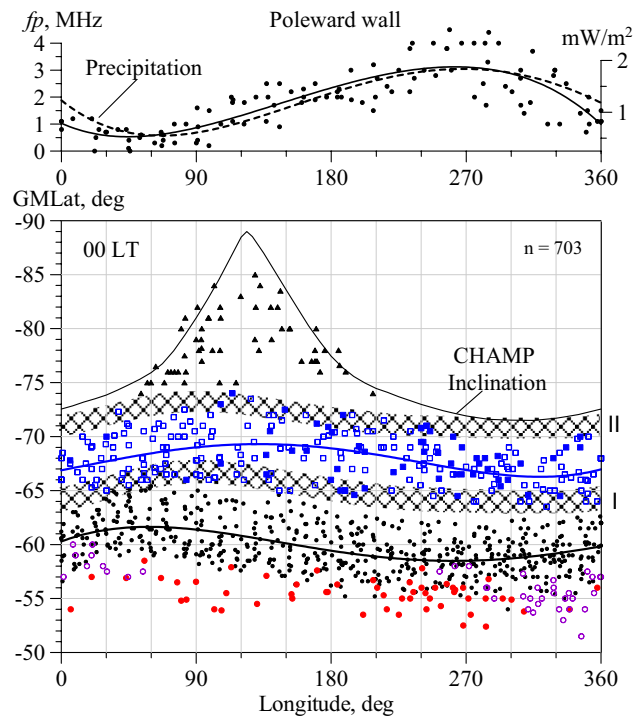 fp, MHz Poleward wall mW/m²
4 3 2 1 0
2 1
Precipitation
0 90 180 270 360
GMLat, deg
-90
00 LT n = 703
-85
-80
-75
CHAMP
Inclination
-70 II
-65 I
-60
-55
-50
0 90 180 270 360
Longitude, deg